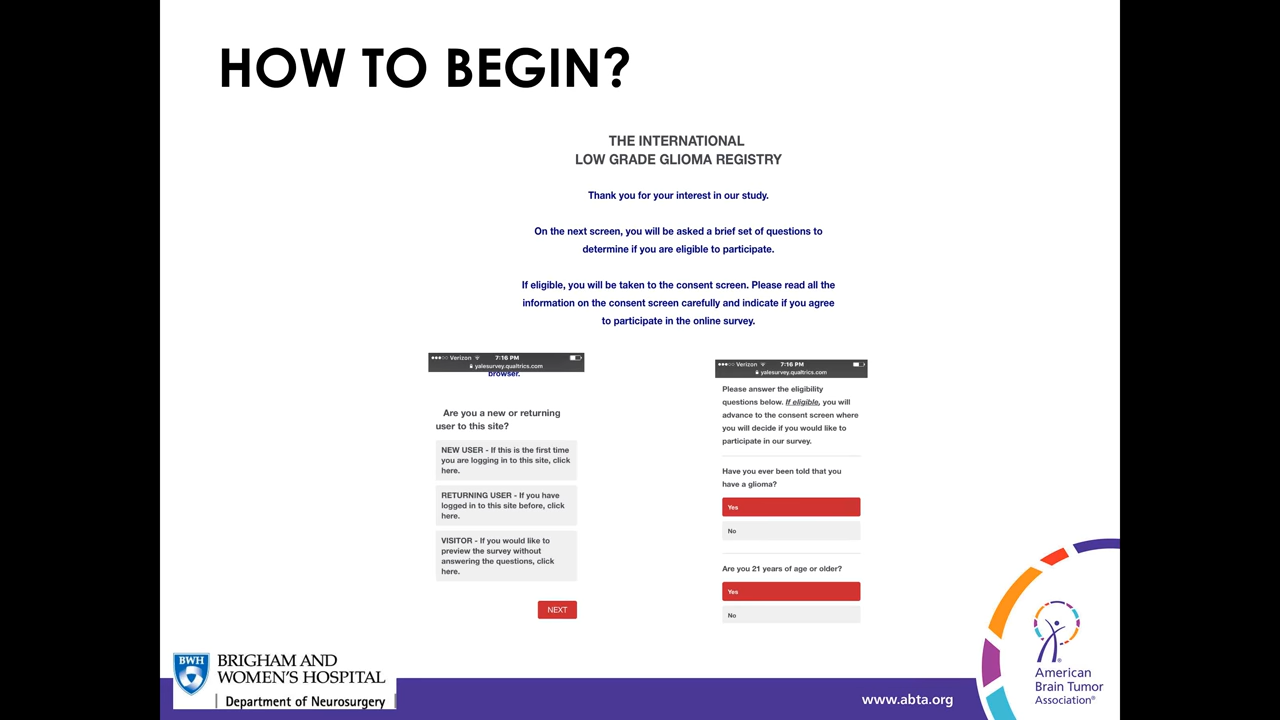 HOW TO BEGIN?
THE INTERNATIONAL
LOW GRADE GLIOMA REGISTRY
Thank you for your interest in our study.
On the next screen, you will be asked a brief set of questions to
determine if you are eligible to participate.
If eligible, you will be taken to the consent screen. Please read all the
information on the consent screen carefully and indicate if you agree
to participate in the online survey.
Verizon 7:16 PM
yalesurvey.qualtrics.com
browser.
Are you a new or returning
user to this site?
NEW USER - If this is the first time
you are logging in to this site, click
here.
RETURNING USER - If you have
logged in to this site before, click
here.
VISITOR - If you would like to
preview the survey without
answering the questions, click
here.
NEXT
Verizon 7:16 PM
yalesurvey.qualtrics.com
Please answer the eligibility
questions below. If eligible, you will
advance to the consent screen where
you will decide if you would like to
participate in our survey.
Have you ever been told that you
have a glioma?
Yes
No
Are you 21 years of age or older?
Yes
No
BWH
BRIGHAM AND
WOMEN'S HOSPITAL
Department of Neurosurgery
www.abta.org
American
Brain Tumor
Association®